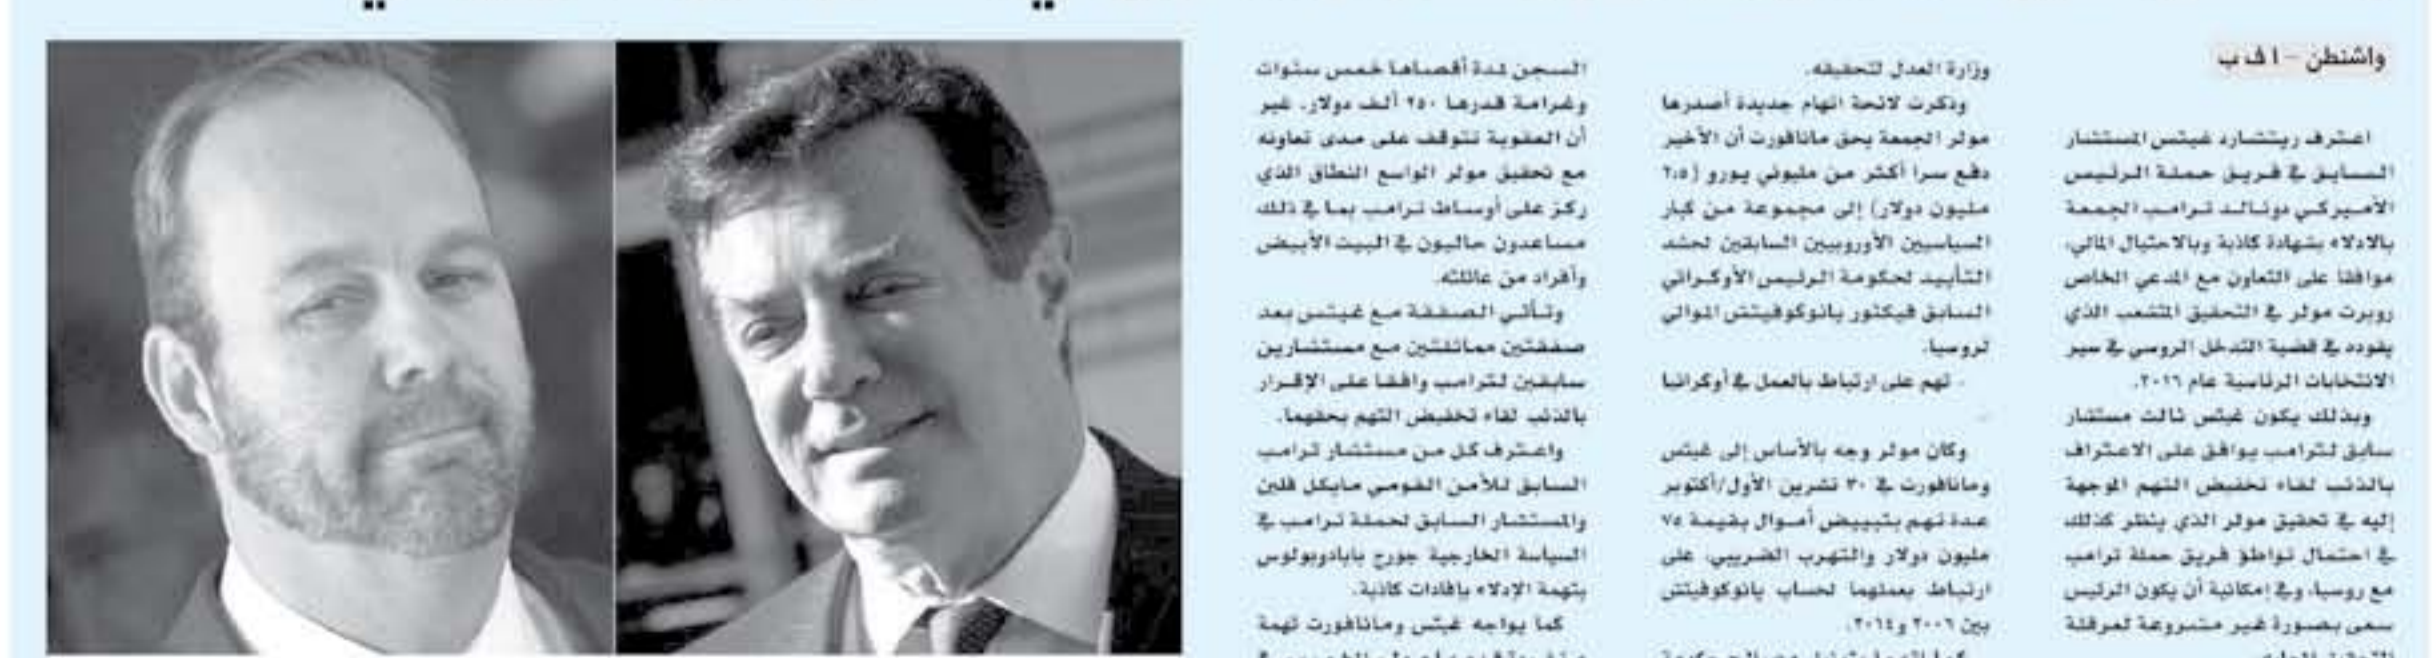 واشنطن – ا ف ب
اعترف ريتشارد غيتس المستشار
السابق في فريق حملة الرئيس
الأميركي دونالد ترامب الجمعة
بالادلاء بشهادة كاذبة وبالاحتيال المالي،
موافقا على التعاون مع المدعي الخاص
روبرت مولر في التحقيق المتشعب الذي
يقوده في قضية التدخل الروسي في سير
الانتخابات الرئاسية عام ٢٠١٦.
وبذلك يكون غيتس ثالث مستشار
سابق لترامب يوافق على الاعتراف
بالذنب لقاء تخفيض التهم الموجهة
إليه في تحقيق مولر الذي ينظر كذلك
في احتمال تواطؤ فريق حملة ترامب
مع روسيا، وفي إمكانية أن يكون الرئيس
سعى بصورة غير مشروعة لعرقلة
وزارة العدل لتحقيقه.
وذكرت لائحة اتهام جديدة أصدرها
مولر الجمعة بحق مانافورت أن الأخير
دفع سرا أكثر من مليوني يورو (٢،٥
مليون دولار) إلى مجموعة من كبار
السياسيين الأوروبيين السابقين لحشد
التأييد لحكومة الرئيس الأوكراني
السابق فيكتور يانوكوفيتش الموالي
لروسيا.
- تهم على ارتباط بالعمل في أوكرانيا
-
وكان مولر وجه بالأساس إلى غيتس
ومانافورت في ٣٠ تشرين الأول/أكتوبر
عدة تهم بتبييض أموال بقيمة ٧٥
مليون دولار والتهرب الضريبي، على
ارتباط بعملهما لحساب يانوكوفيتش
بين ٢٠٠٦ و٢٠١٤.
السجن لمدة أقصاها خمس سنوات
وغرامة قدرها ٢٥٠ ألف دولار، غير
أن العقوبة تتوقف على مدى تعاونه
مع تحقيق مولر الواسع النطاق الذي
ركز على أوساط ترامب بما في ذلك
مساعدون حاليون في البيت الأبيض
وأفراد من عائلته.
وتأتي الصفقة مع غيتس بعد
صفقتين مماثلتين مع مستشارين
سابقين لترامب وافقا على الإقرار
بالذنب لقاء تخفيض التهم بحقهما.
واعترف كل من مستشار ترامب
السابق للأمن القومي مايكل فلين
والمستشار السابق لحملة ترامب في
السياسة الخارجية جورج بابادوبولوس
بتهمة الإدلاء بإفادات كاذبة.
كما يواجه غيتس ومانافورت تهمة